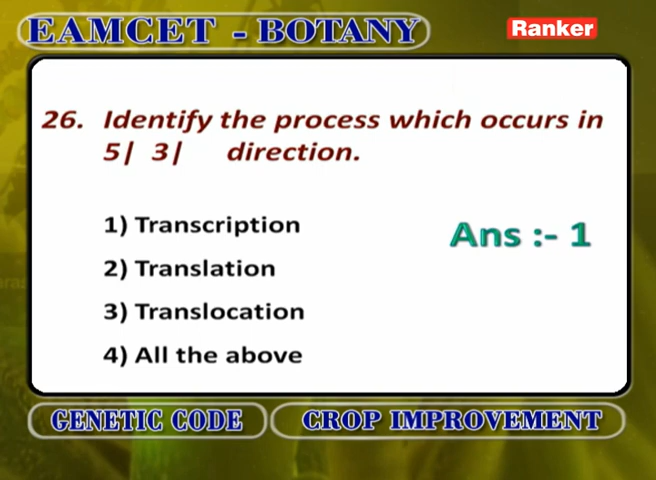 EAMCET - BOTANY
Ranker
26. Identify the process which occurs in
5| 3| direction.
1) Transcription
Ans :- 1
2) Translation
3) Translocation
4) All the above
GENETIC CODE
CROP IMPROVEMENT